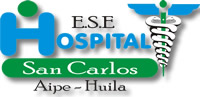 E.S.E
HOSPITAL
San Carlos
Aipe - Huila